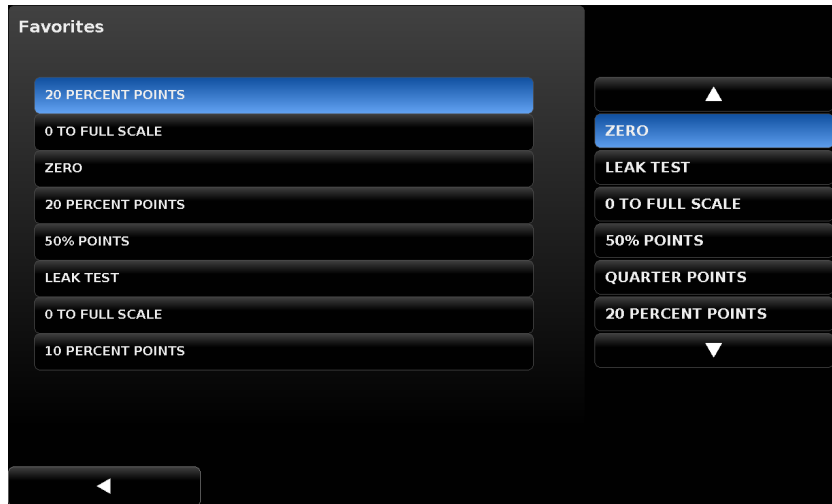 Favorites
20 PERCENT POINTS
0 TO FULL SCALE
ZERO
20 PERCENT POINTS
50% POINTS
LEAK TEST
0 TO FULL SCALE
10 PERCENT POINTS
ZERO
LEAK TEST
0 TO FULL SCALE
50% POINTS
QUARTER POINTS
20 PERCENT POINTS